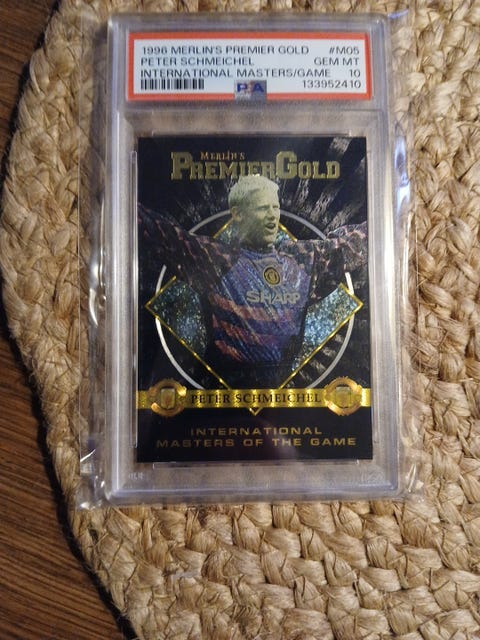 1996 MERLIN'S PREMIER GOLD #M05
PETER SCHMEICHEL GEM MT
INTERNATIONAL MASTERS/GAME 10
PSA 133952410
MERLIN'S
PREMIER GOLD
SHARP
PETER SCHMEICHEL
INTERNATIONAL
MASTERS OF THE GAME